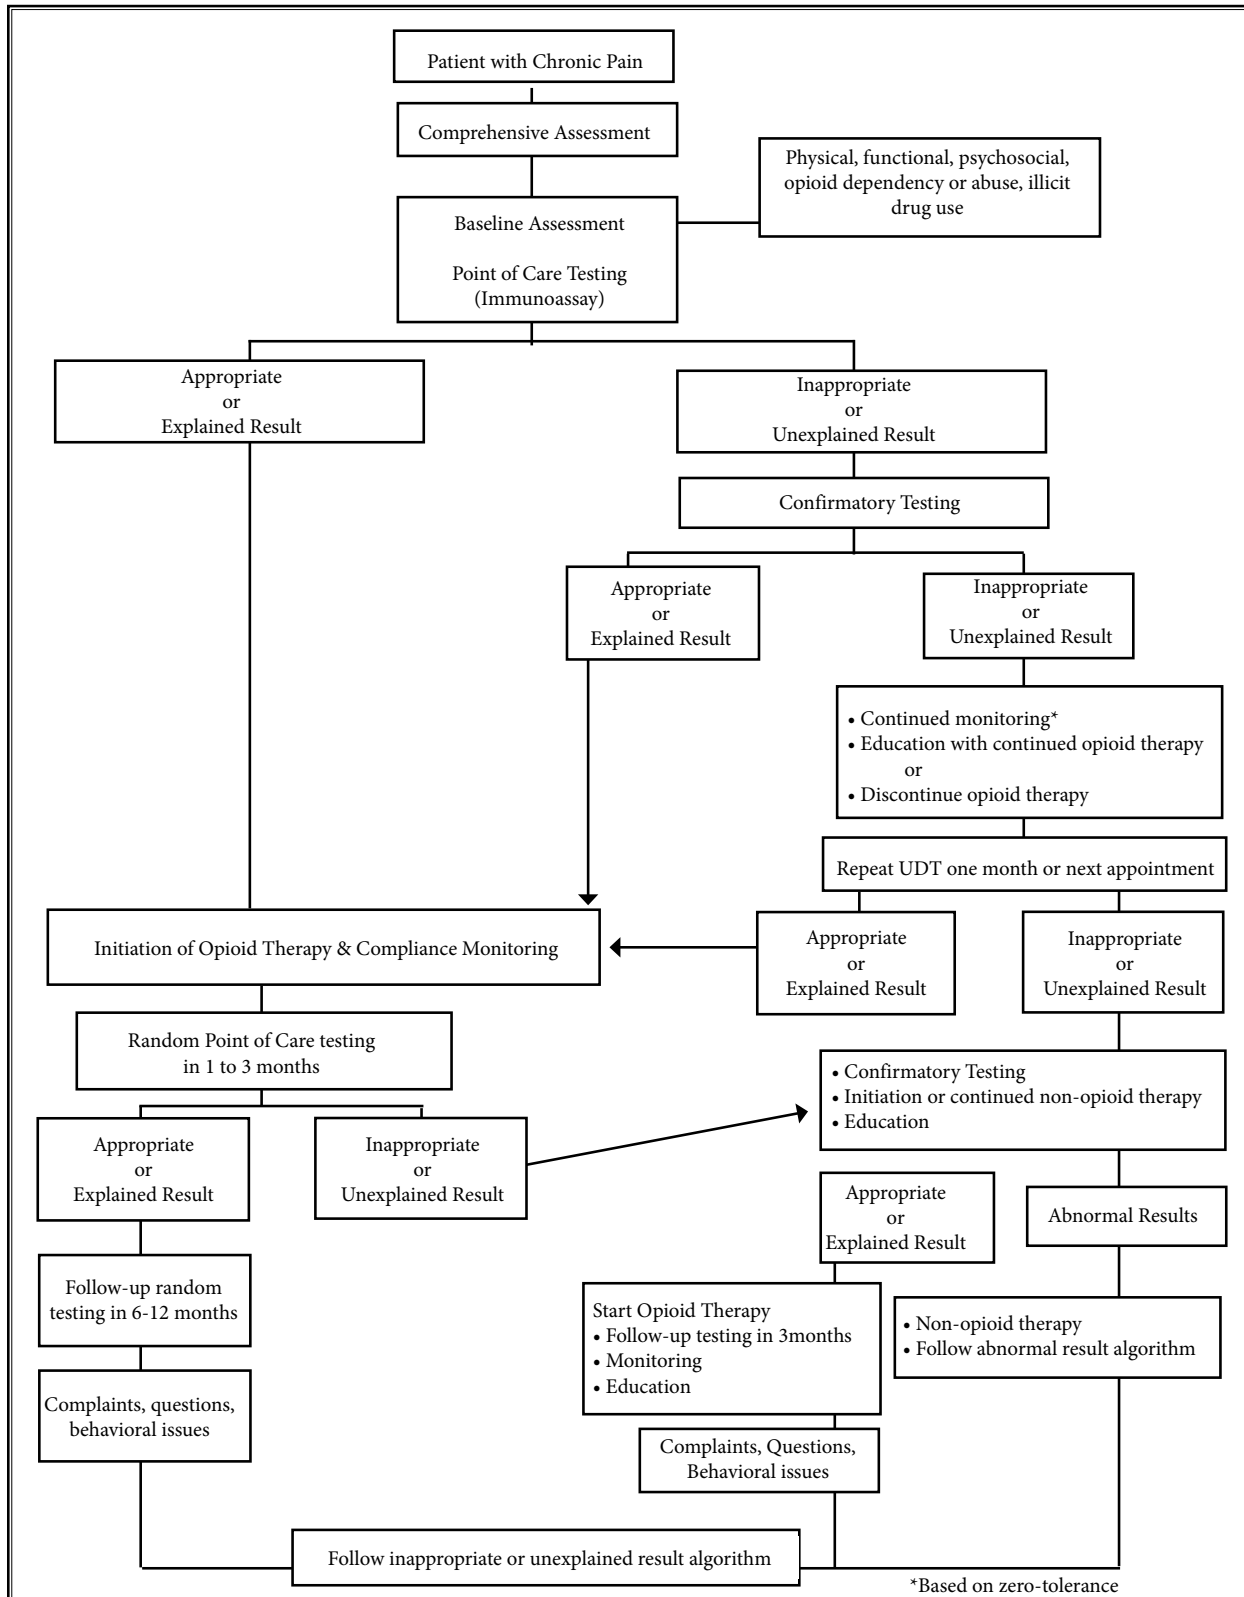 Patient with Chronic Pain
Comprehensive Assessment
Physical, functional, psychosocial,
opioid dependency or abuse, illicit
drug use
Baseline Assessment
Point of Care Testing
(Immunoassay)
Appropriate
or
Explained Result
Inappropriate
or
Unexplained Result
Confirmatory Testing
Appropriate
or
Explained Result
Inappropriate
or
Unexplained Result
• Continued monitoring*
• Education with continued opioid therapy
or
• Discontinue opioid therapy
Repeat UDT one month or next appointment
Initiation of Opioid Therapy & Compliance Monitoring
Appropriate
or
Explained Result
Inappropriate
or
Unexplained Result
Random Point of Care testing
in 1 to 3 months
• Confirmatory Testing
• Initiation or continued non-opioid therapy
• Education
Appropriate
or
Explained Result
Inappropriate
or
Unexplained Result
Appropriate
or
Explained Result
Abnormal Results
Follow-up random
testing in 6-12 months
Start Opioid Therapy
• Follow-up testing in 3months
• Monitoring
• Education
• Non-opioid therapy
• Follow abnormal result algorithm
Complaints, questions,
behavioral issues
Complaints, Questions,
Behavioral issues
Follow inappropriate or unexplained result algorithm
*Based on zero-tolerance